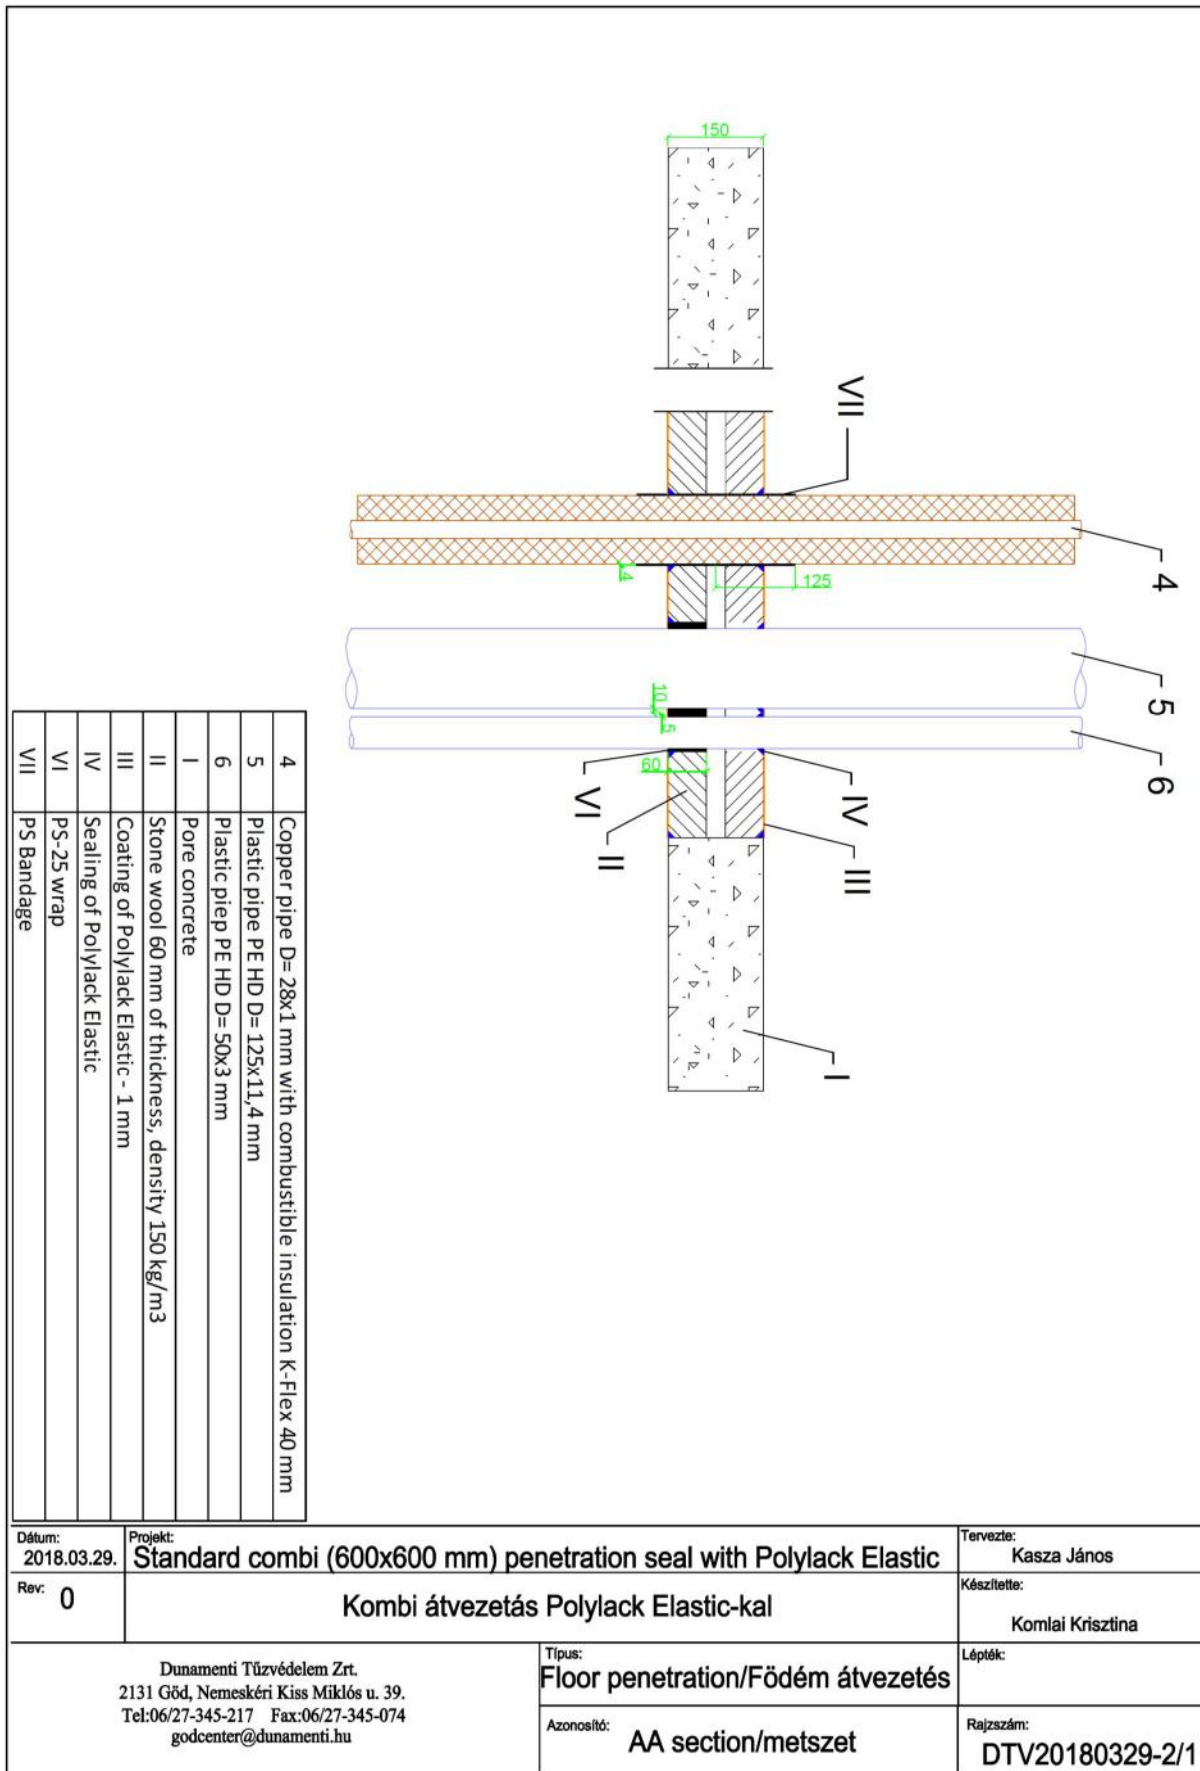 150
VII
4
125
4
5
10
5
6
60
VI
IV
II
III
I
4 Copper pipe D= 28x1 mm with combustible insulation K-Flex 40 mm
5 Plastic pipe PE HD D= 125x11,4 mm
6 Plastic piep PE HD D= 50x3 mm
I Pore concrete
II Stone wool 60 mm of thickness, density 150 kg/m3
III Coating of Polylack Elastic - 1 mm
IV Sealing of Polylack Elastic
VI PS-25 wrap
VII PS Bandage
Dátum:
2018.03.29.
Projekt:
Standard combi (600x600 mm) penetration seal with Polylack Elastic
Tervezte:
Kasza János
Rev: 0
Kombi átvezetás Polylack Elastic-kal
Készítette:
Komlai Krisztina
Dunamenti Tűzvédelem Zrt.
2131 Göd, Nemeskéri Kiss Miklós u. 39.
Tel:06/27-345-217 Fax:06/27-345-074
godcenter@dunamenti.hu
Típus:
Floor penetration/Födém átvezetés
Lépték:
Azonosító:
AA section/metszet
Rajzszám:
DTV20180329-2/1